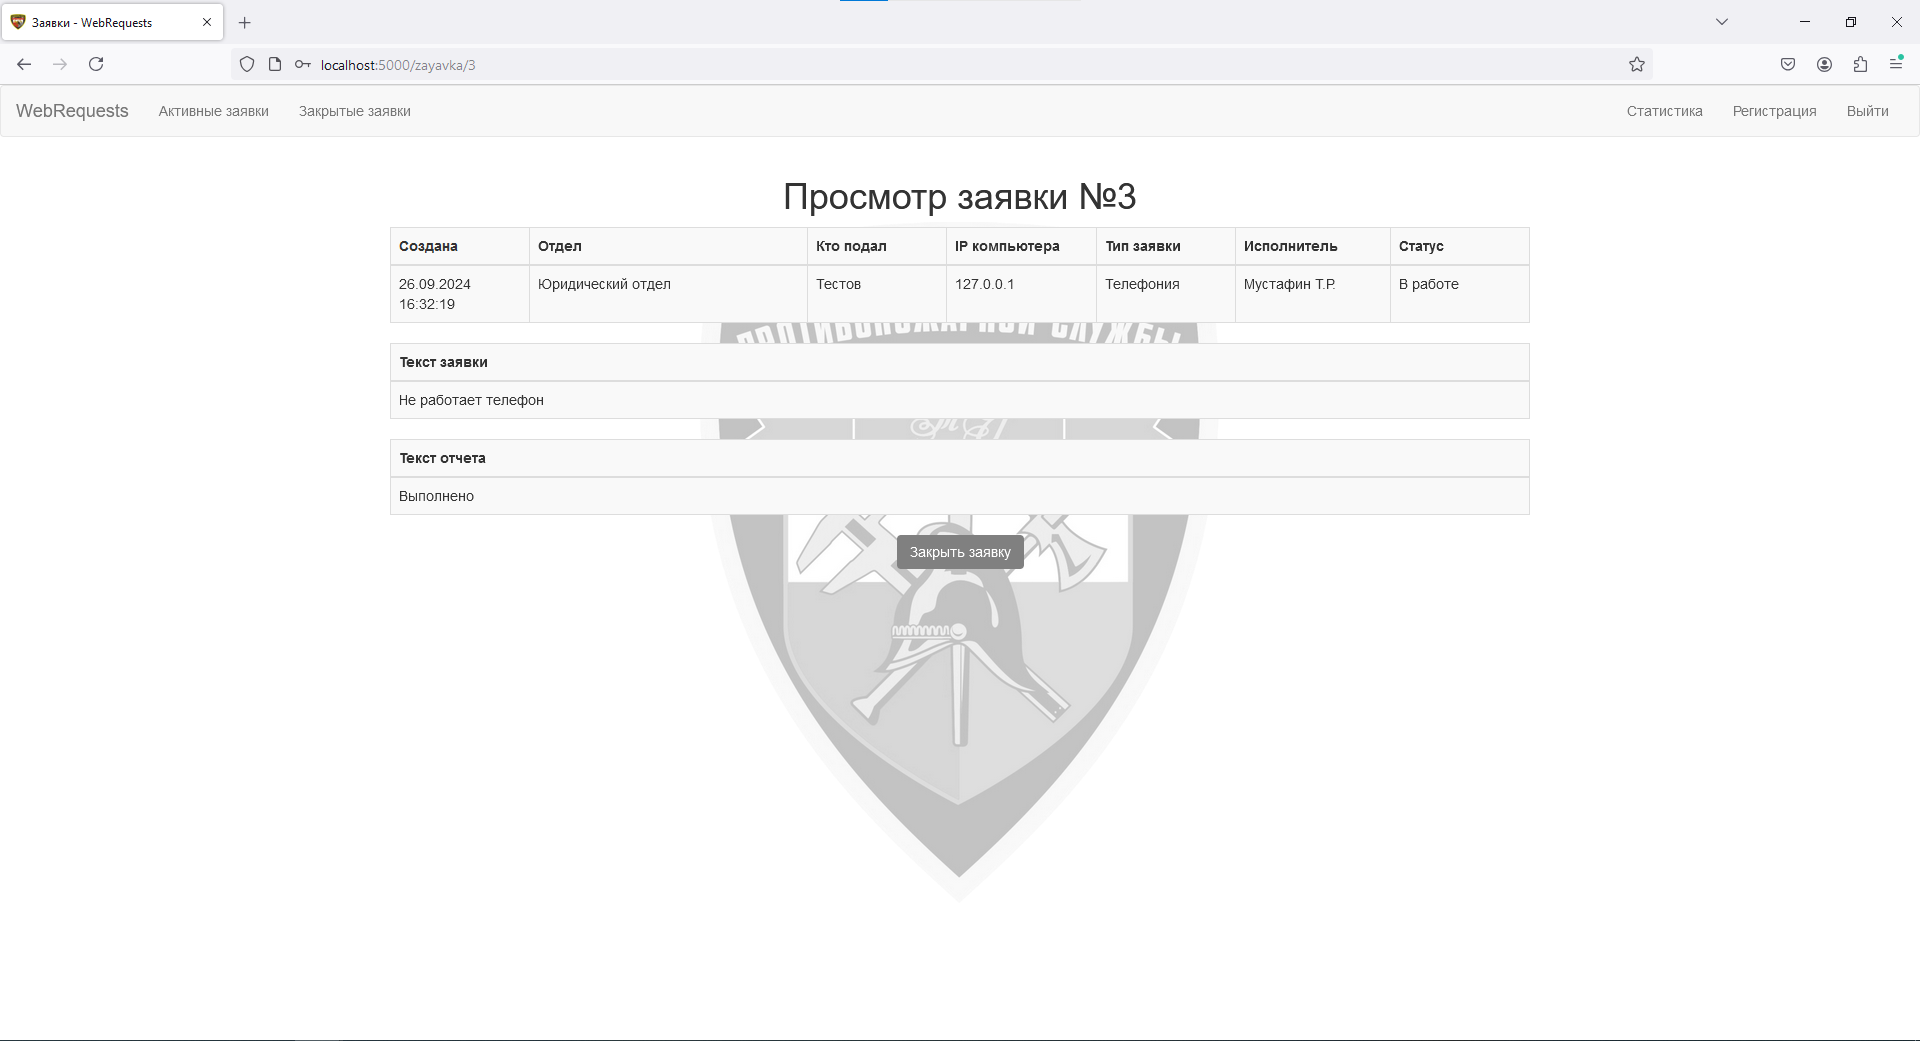 Заявки - WebRequests
localhost:5000/zayavka/3
WebRequests Активные заявки Закрытые заявки Статистика Регистрация Выйти
Просмотр заявки №3
Создана Отдел Кто подал IP компьютера Тип заявки Исполнитель Статус
26.09.2024 Юридический отдел Тестов 127.0.0.1 Телефония Мустафин Т.Р. В работе
16:32:19
ПРОТИВОПОЖАРНОЙ СЛУЖБЫ
Текст заявки
Не работает телефон
Текст отчета
Выполнено
Закрыть заявку